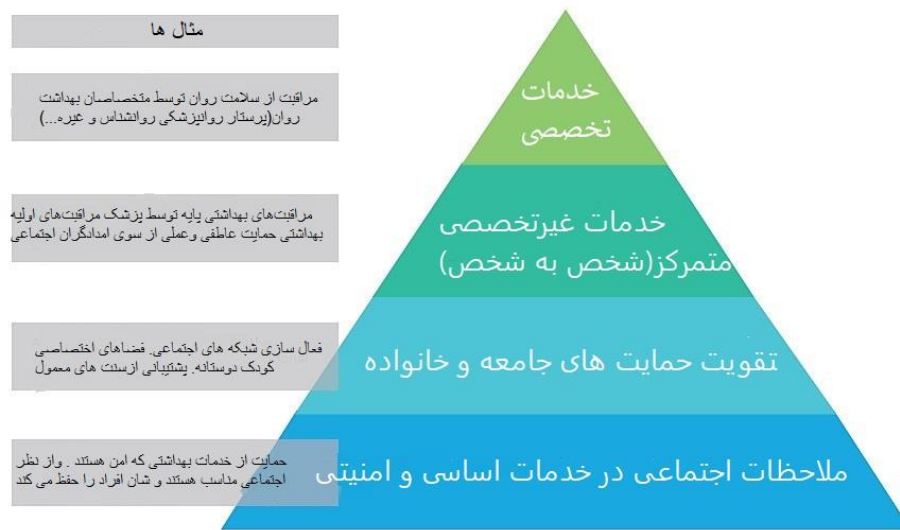 مثال ها
خدمات
تخصصی
مراقبت از سلامت روان توسط متخصاصان بهداشت
روان(پرستار روانپزشکی روانشناس و غیره...)
خدمات غیرتخصصی
متمرکز(شخص به شخص)
مراقبت‌های بهداشتی پایه توسط پزشک مراقبت‌های اولیه
بهداشتی حمایت عاطفی وعملی از سوی امدادگران اجتماعی
تقویت حمایت های جامعه و خانواده
فعال سازی شبکه های اجتماعی. فضاهای اختصاصی
کودک دوستانه. پشتیبانی ازسنت های معمول
ملاحظات اجتماعی در خدمات اساسی و امنیتی
حمایت از خدمات بهداشتی که امن هستند . واز نظر
اجتماعی مناسب هستند و شان افراد را حفظ می کند